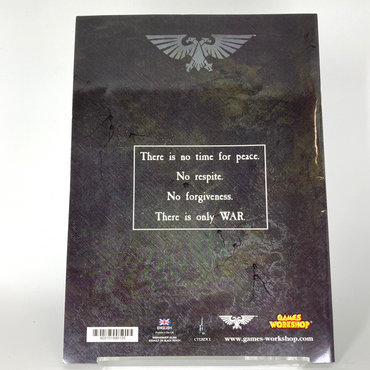 There is no time for peace.
No respite.
No forgiveness.
There is only WAR.
ENGLISH
CITADEL
GAMES
WORKSHOP
www.games-workshop.com